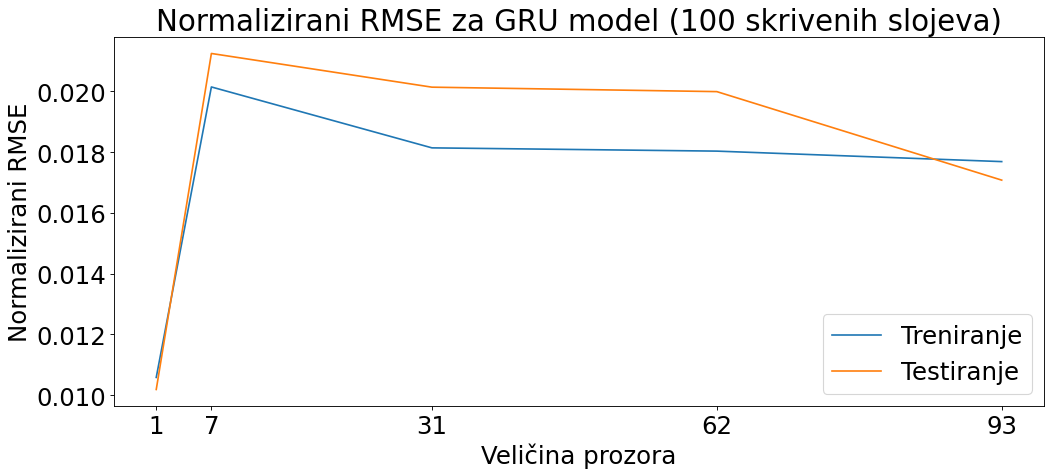 Normalizirani RMSE za GRU model (100 skrivenih slojeva)
Normalizirani RMSE
0.020
0.018
0.016
0.014
0.012
0.010
Treniranje
Testiranje
1 7 31 62 93
Veličina prozora